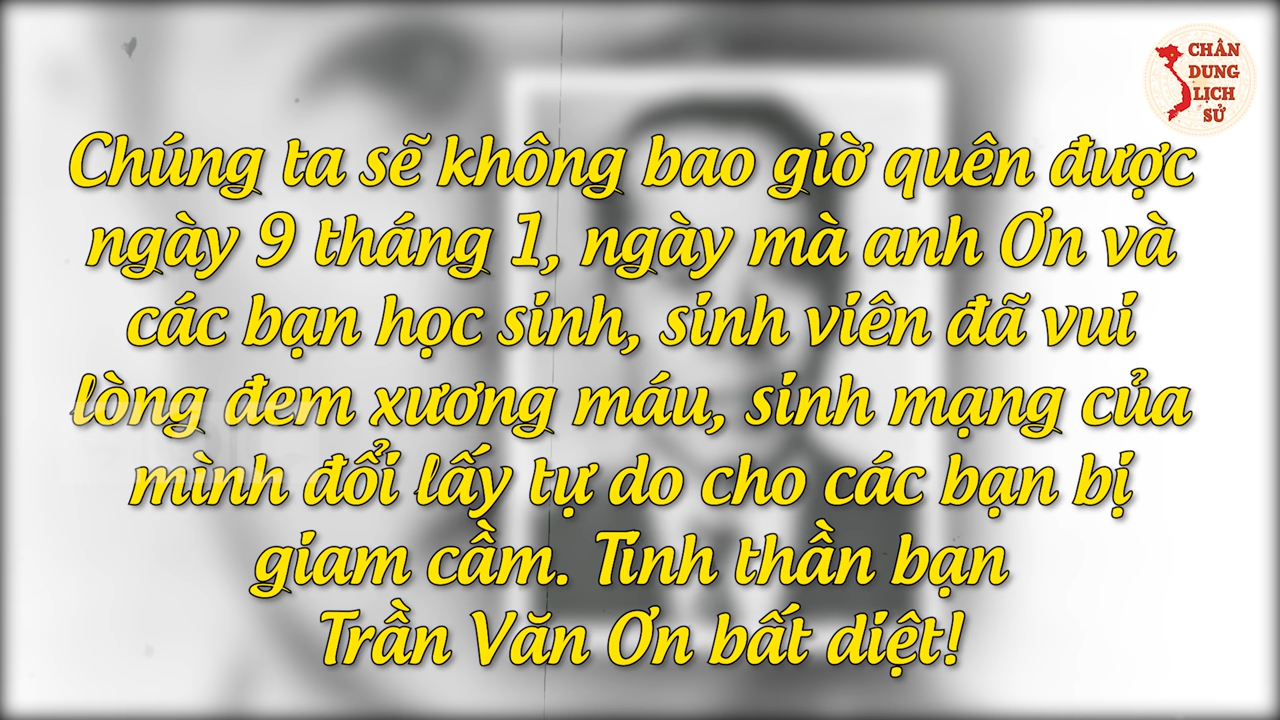 CHÂN
DUNG
LỊCH
SỬ
Chúng ta sẽ không bao giờ quên được
ngày 9 tháng 1, ngày mà anh Ơn và
các bạn học sinh, sinh viên đã vui
lòng đem xương máu, sinh mạng của
mình đổi lấy tự do cho các bạn bị
giam cầm. Tinh thần bạn
Trần Văn Ơn bất diệt!